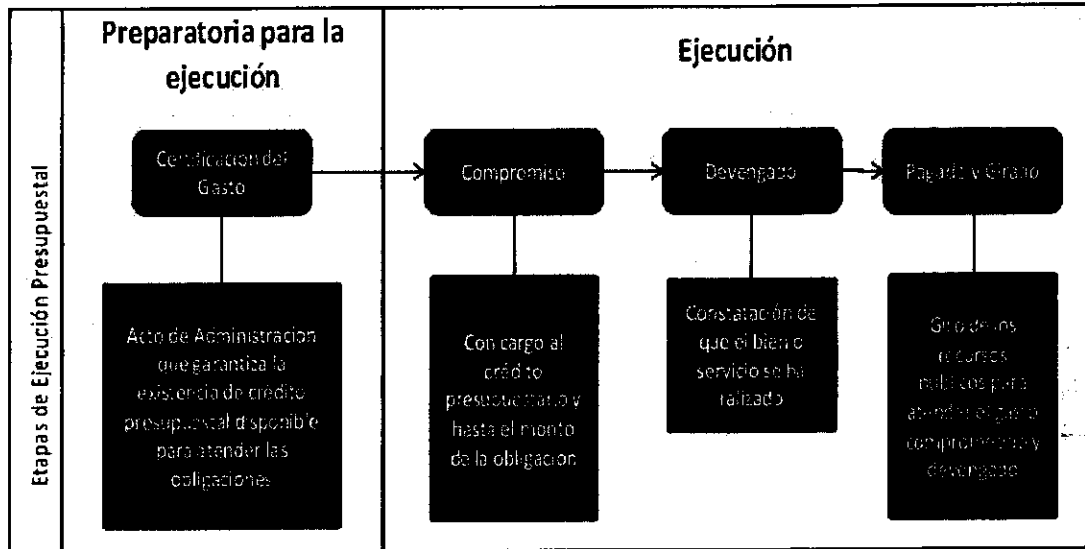 Etapas de Ejecución Presupuestal
Preparatoria para la
ejecución
Ejecución
Certificacion del
Gasto
Compromiso
Devengado
Pagado y Girado
Acto de Administracion
que garantiza la
existencia de crédito
presupuestal disponible
para atender las
obligaciones
Con cargo al
crédito
presupuestario y
hasta el monto
de la obligación
Constatación de
que el bien o
servicio se ha
ralizado
Giro de los
recursos
públicos para
atender el gasto
comprometido y
devengado